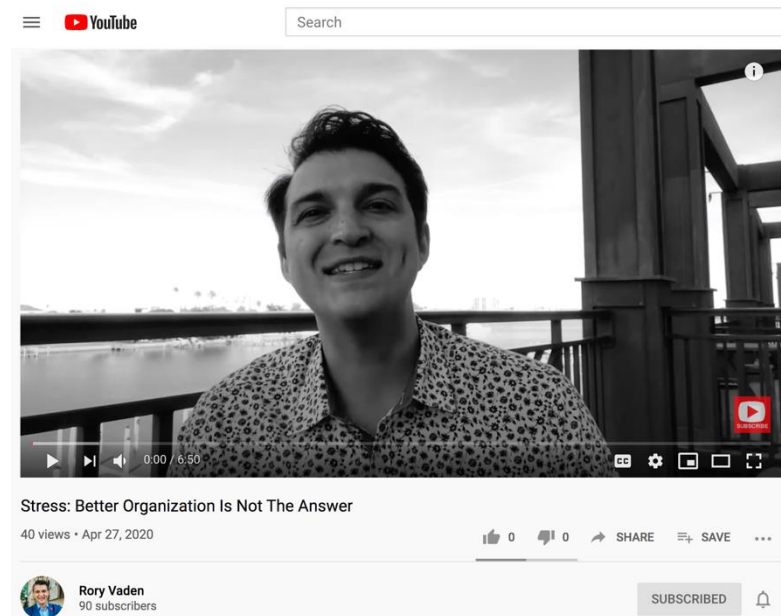 YouTube
Search
SUBSCRIBE
0:00 / 6:50
CC
Stress: Better Organization Is Not The Answer
40 views • Apr 27, 2020
0
0
SHARE
SAVE
Rory Vaden
90 subscribers
SUBSCRIBED